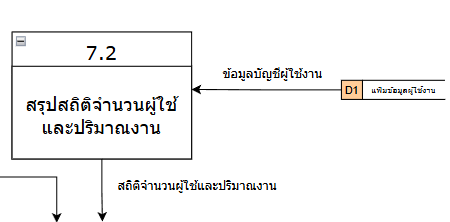 7.2
ข้อมูลบัญชีผู้ใช้งาน
D1 แฟ้มข้อมูลผู้ใช้งาน
สรุปสถิติจำนวนผู้ใช้
และปริมาณงาน
สถิติจำนวนผู้ใช้และปริมาณงาน